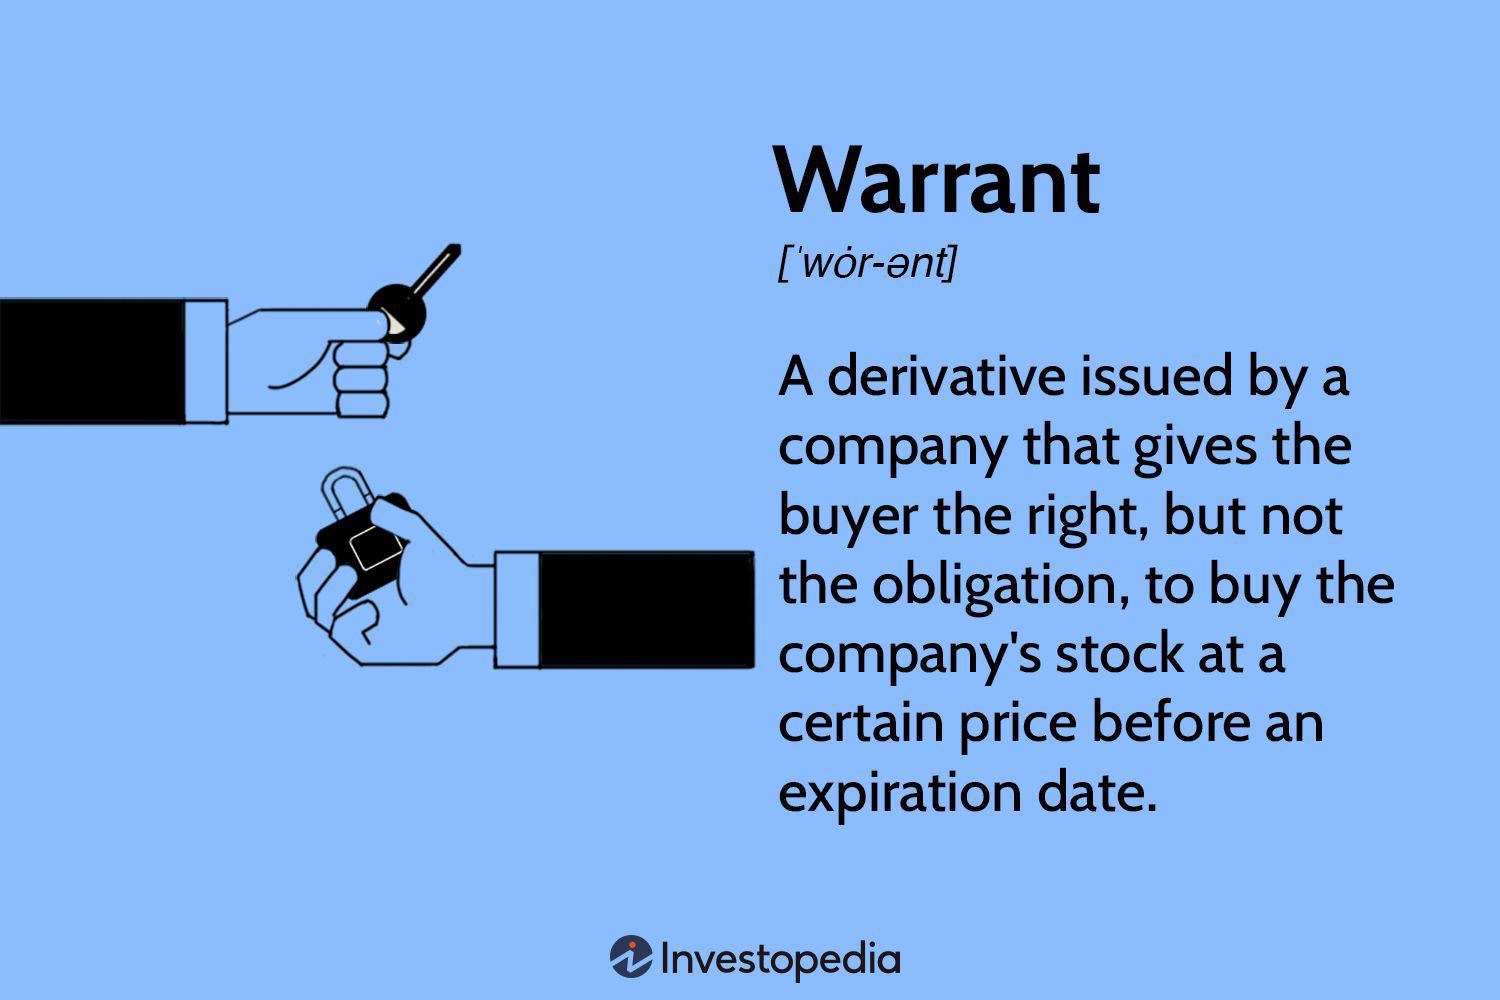 Warrant
[ˈwȯr-ənt]
A derivative issued by a
company that gives the
buyer the right, but not
the obligation, to buy the
company's stock at a
certain price before an
expiration date.
Investopedia